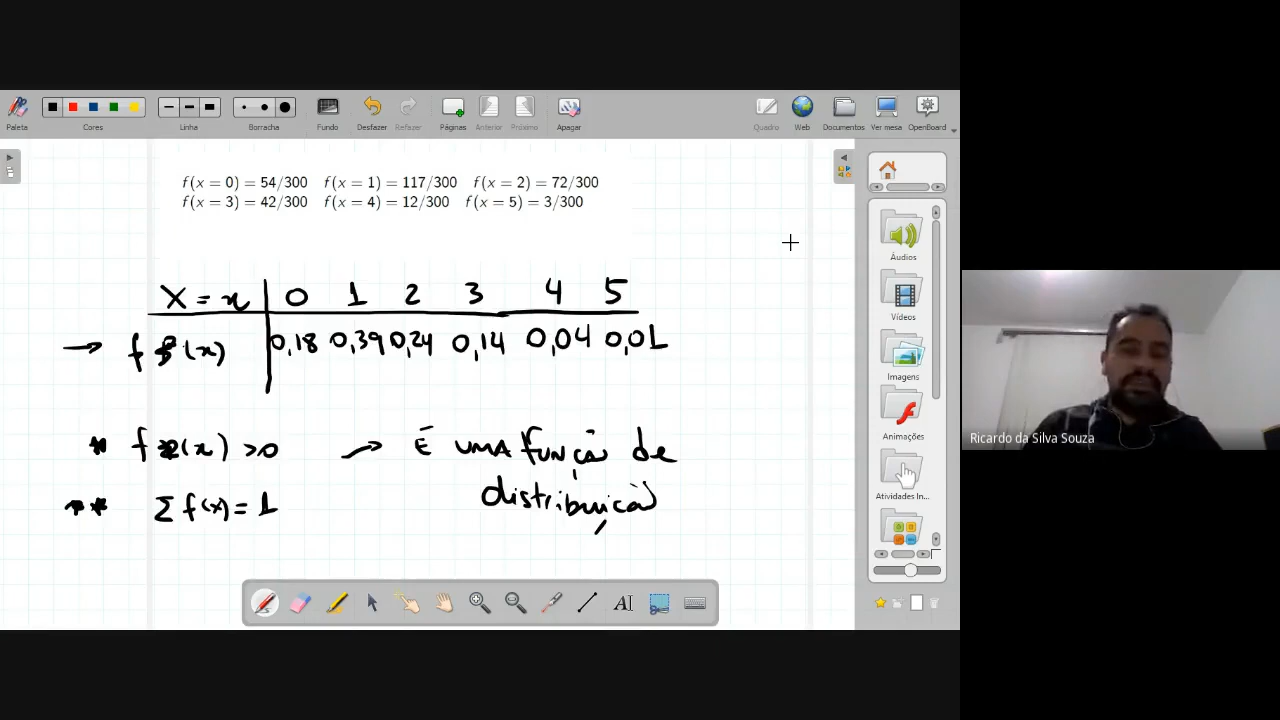 Paleta Cores Linha Borracha Fundo Desfazer Refazer Páginas Anterior Próximo Apagar Quadro Web Documentos Ver mesa OpenBoard
f(x = 0) = 54/300 f(x = 1) = 117/300 f(x = 2) = 72/300
f(x = 3) = 42/300 f(x = 4) = 12/300 f(x = 5) = 3/300
X = x 0 1 2 3 4 5
→ f (x) 0,18 0,39 0,24 0,14 0,04 0,01
* f(x) >0 → É UMA função de
distribuição
** Σ f(x) = 1
Áudios
Vídeos
Imagens
Animações
Atividades In...
Ricardo da Silva Souza